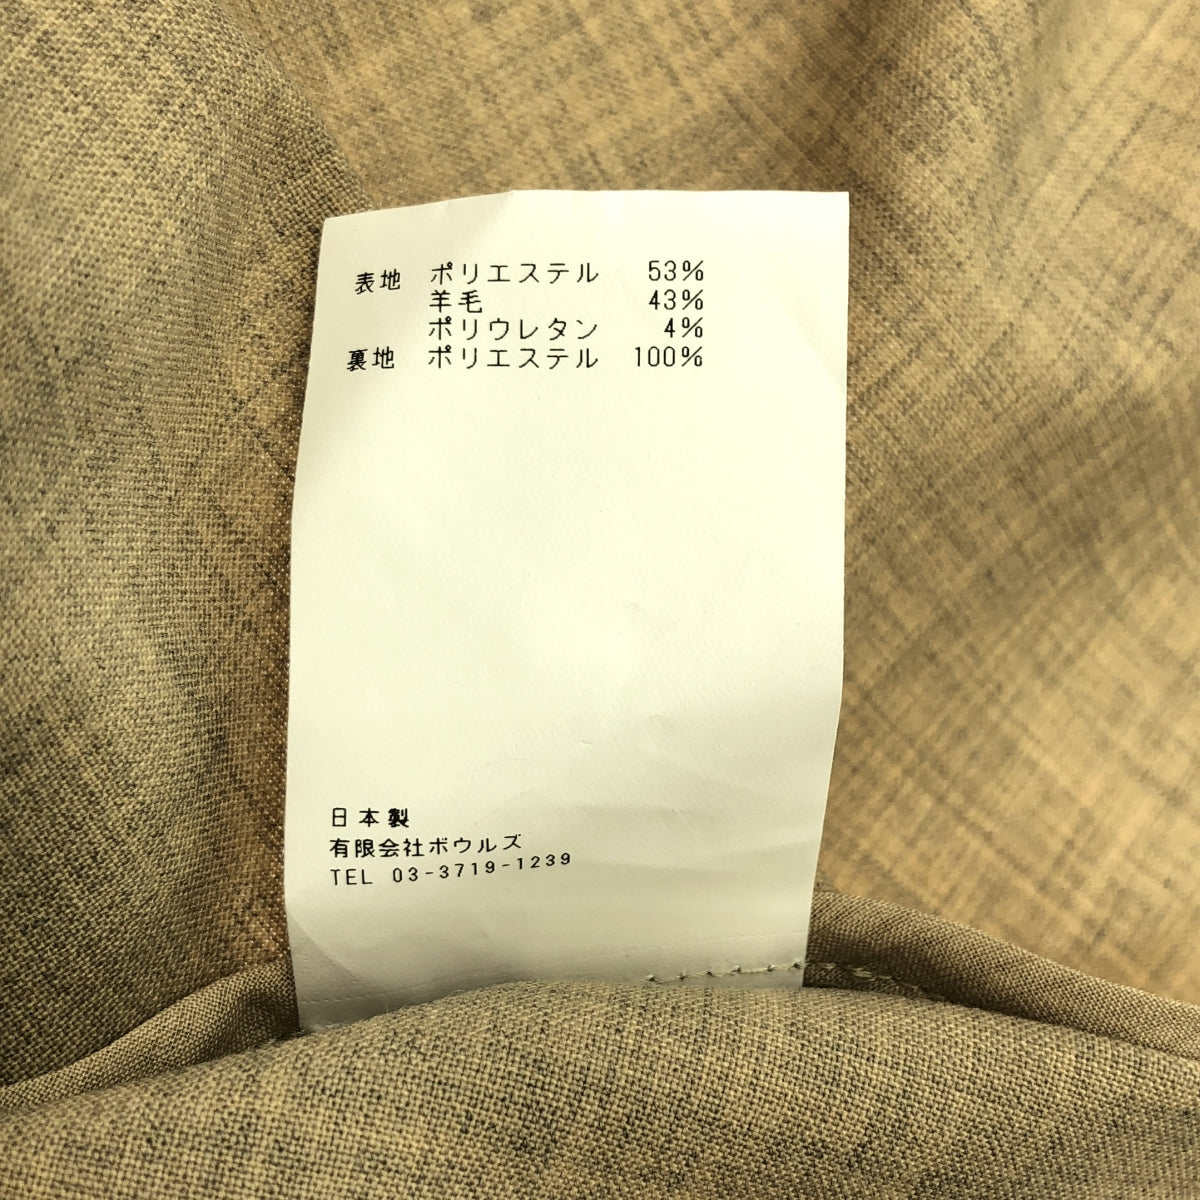 表地 ポリエステル 53%
羊毛 43%
ポリウレタン 4%
裏地 ポリエステル 100%
日本製
有限会社ボウルズ
TEL 03-3719-1239